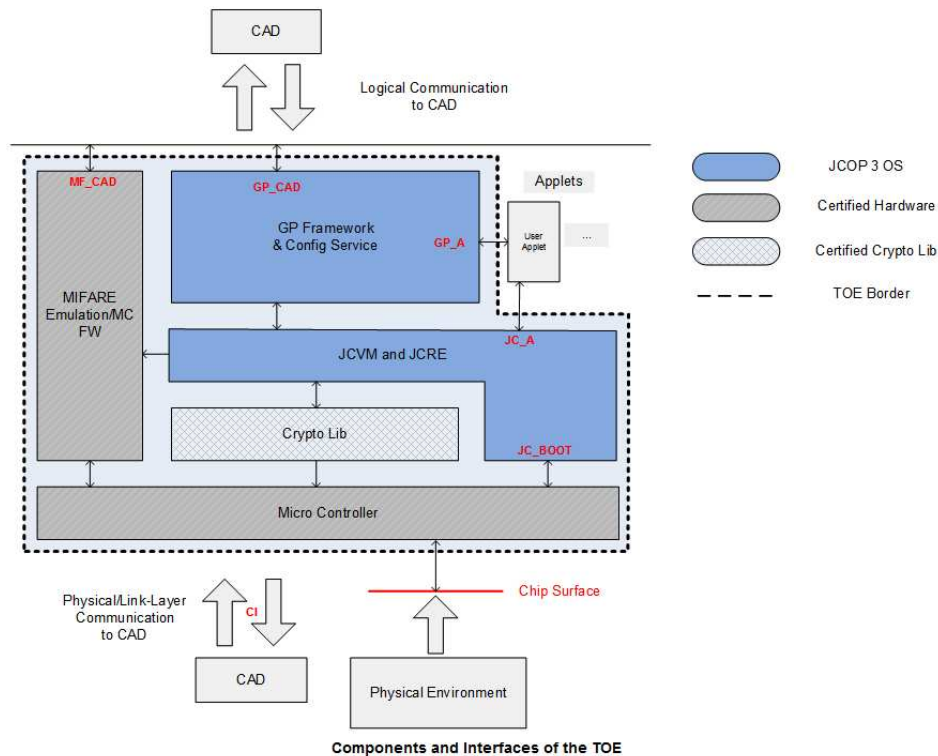 CAD
Logical Communication
to CAD
MF_CAD
GP_CAD
GP Framework
& Config Service
GP_A
Applets
User
Applet
...
MIFARE
Emulation/MC
FW
JC_A
JCVM and JCRE
Crypto Lib
JC_BOOT
Micro Controller
JCOP 3 OS
Certified Hardware
Certified Crypto Lib
TOE Border
Physical/Link-Layer
Communication
to CAD
CI
Chip Surface
CAD
Physical Environment
Components and Interfaces of the TOE